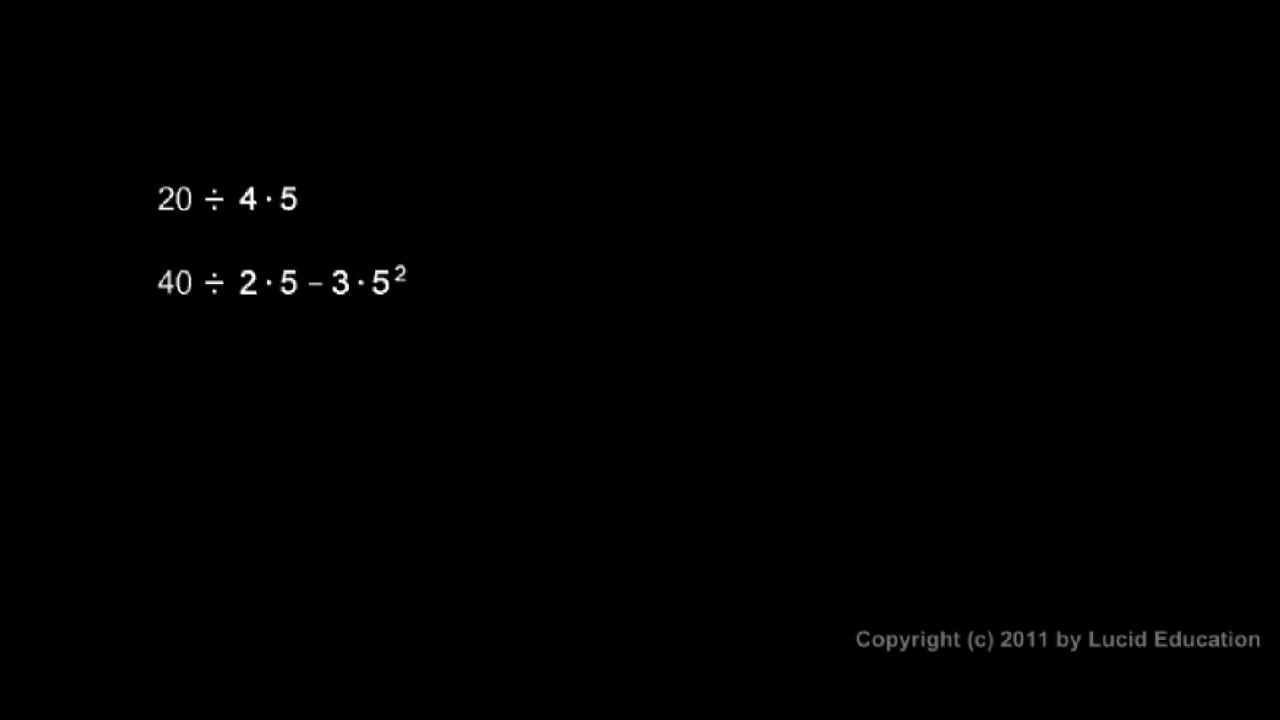 20 ÷ 4 · 5
40 ÷ 2 · 5 – 3 · 5²
Copyright (c) 2011 by Lucid Education